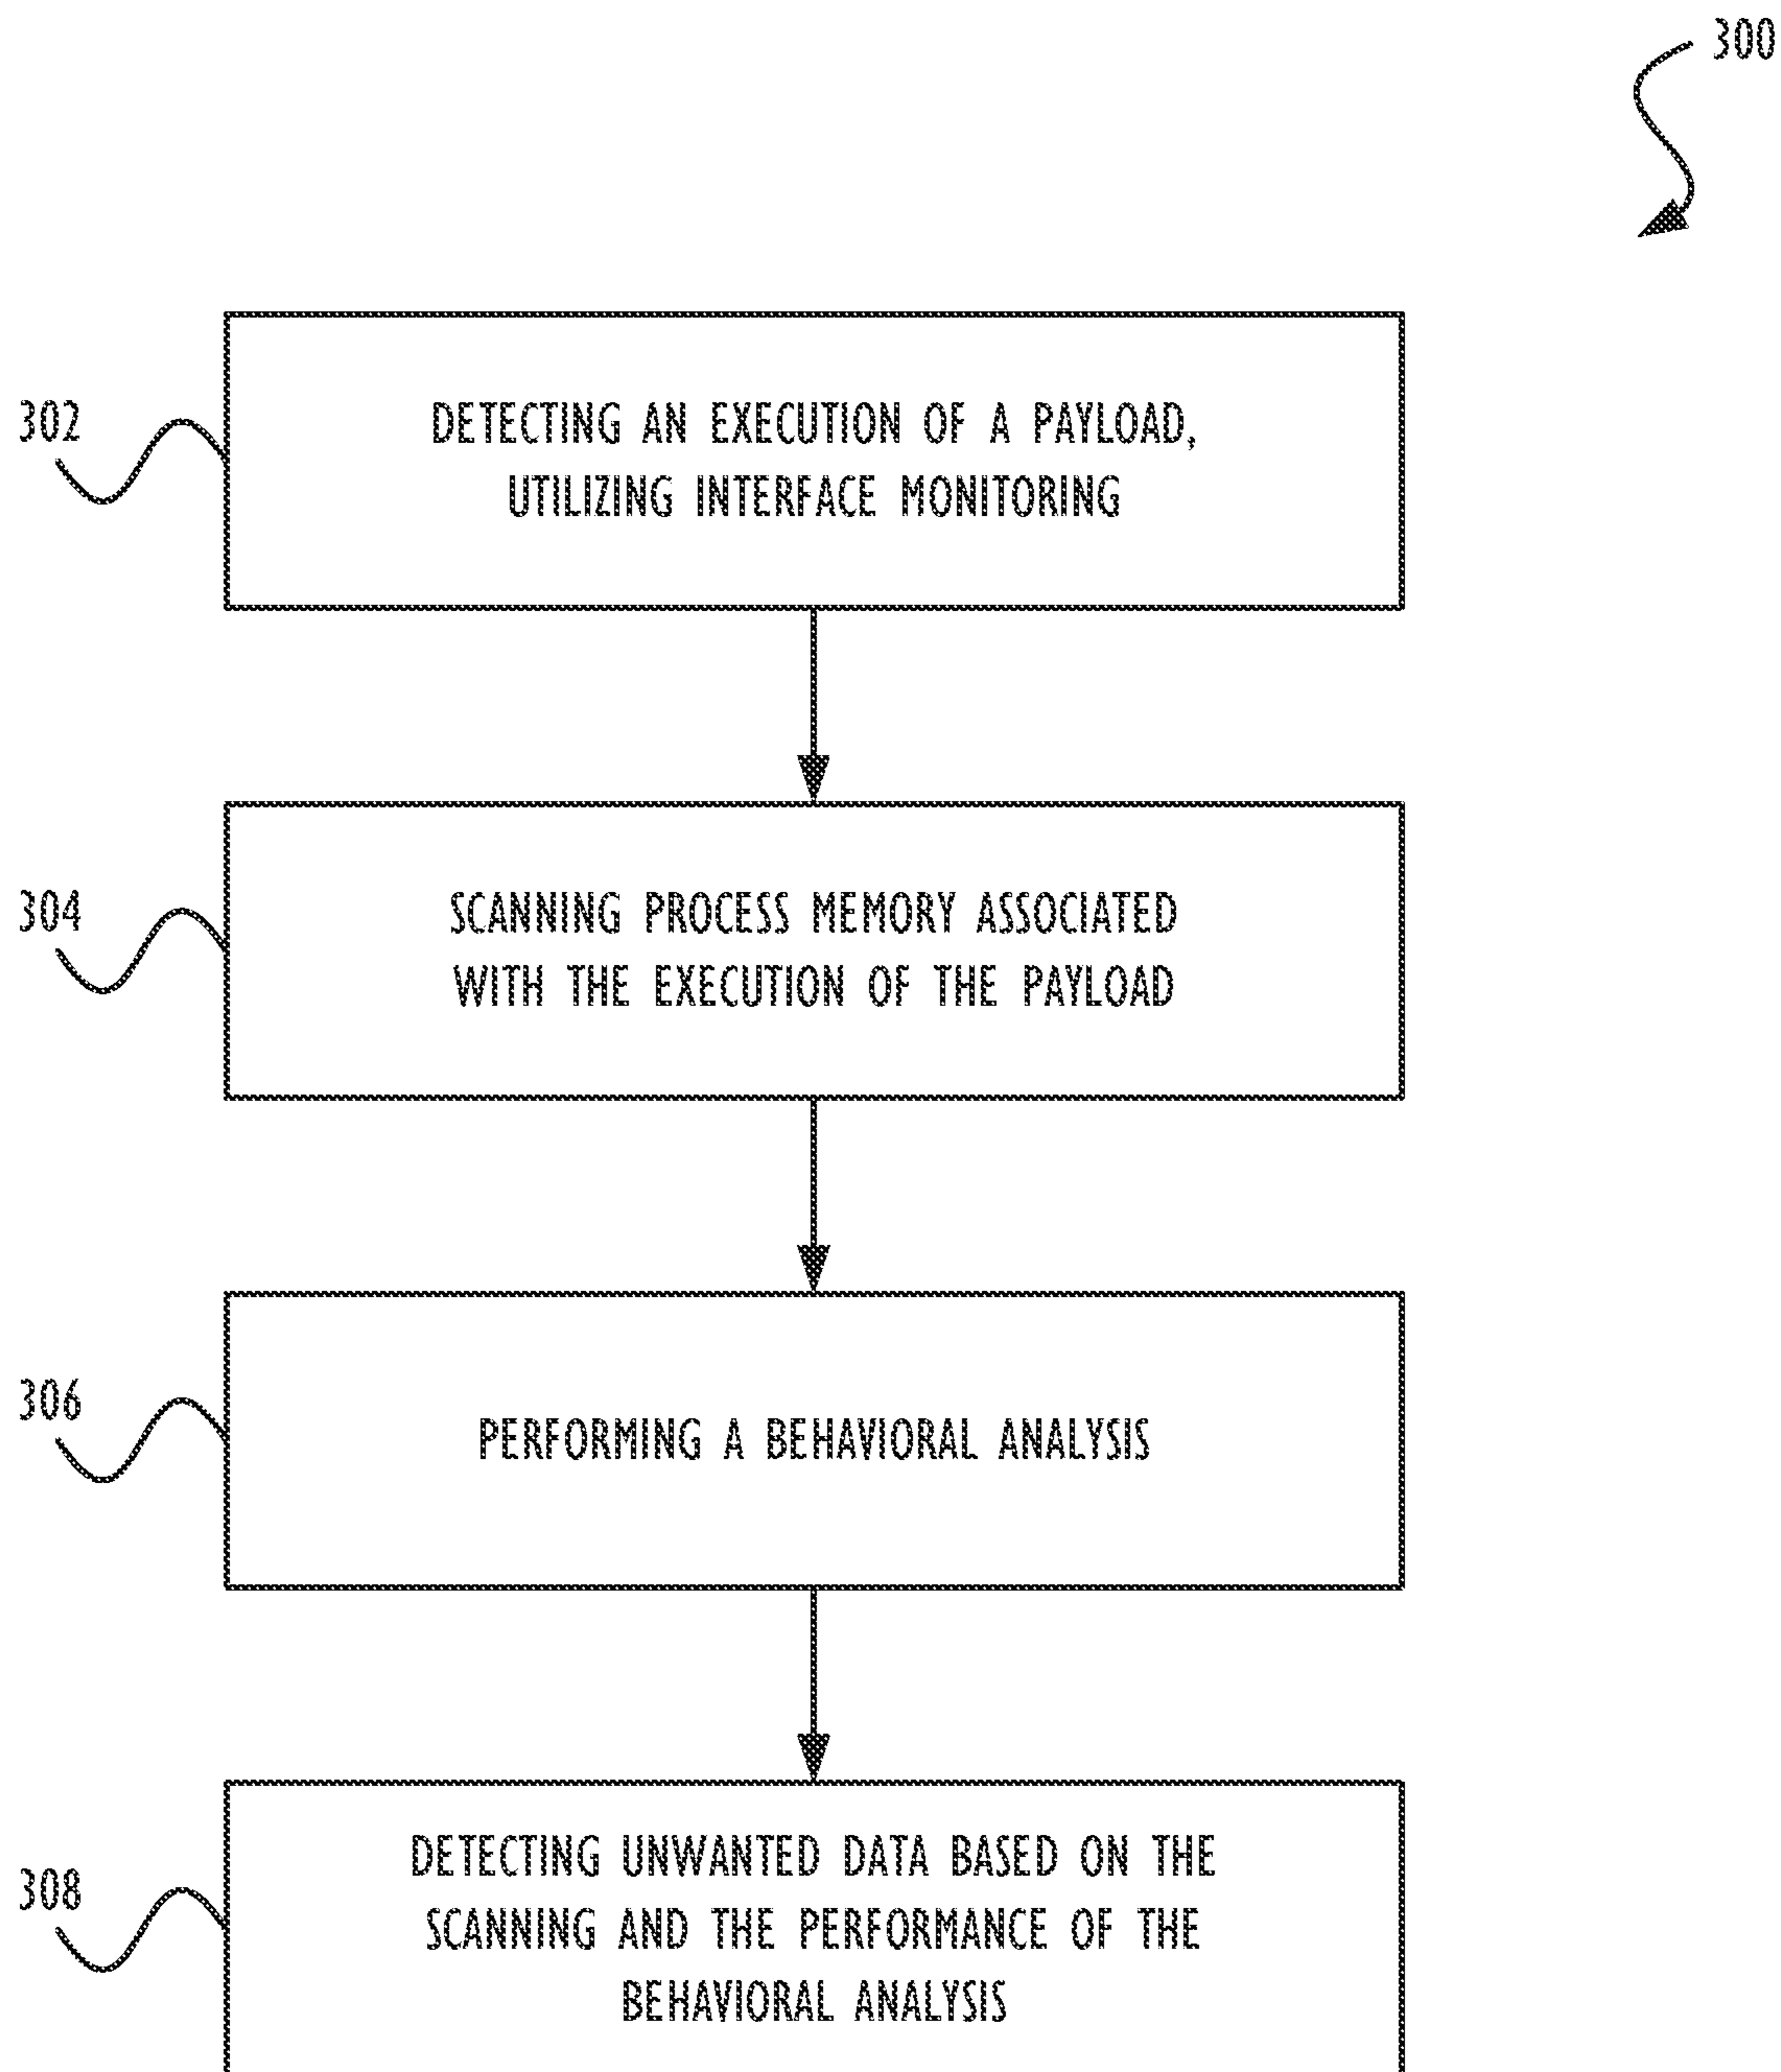 300
302
DETECTING AN EXECUTION OF A PAYLOAD,
UTILIZING INTERFACE MONITORING
304
SCANNING PROCESS MEMORY ASSOCIATED
WITH THE EXECUTION OF THE PAYLOAD
306
PERFORMING A BEHAVIORAL ANALYSIS
308
DETECTING UNWANTED DATA BASED ON THE
SCANNING AND THE PERFORMANCE OF THE
BEHAVIORAL ANALYSIS